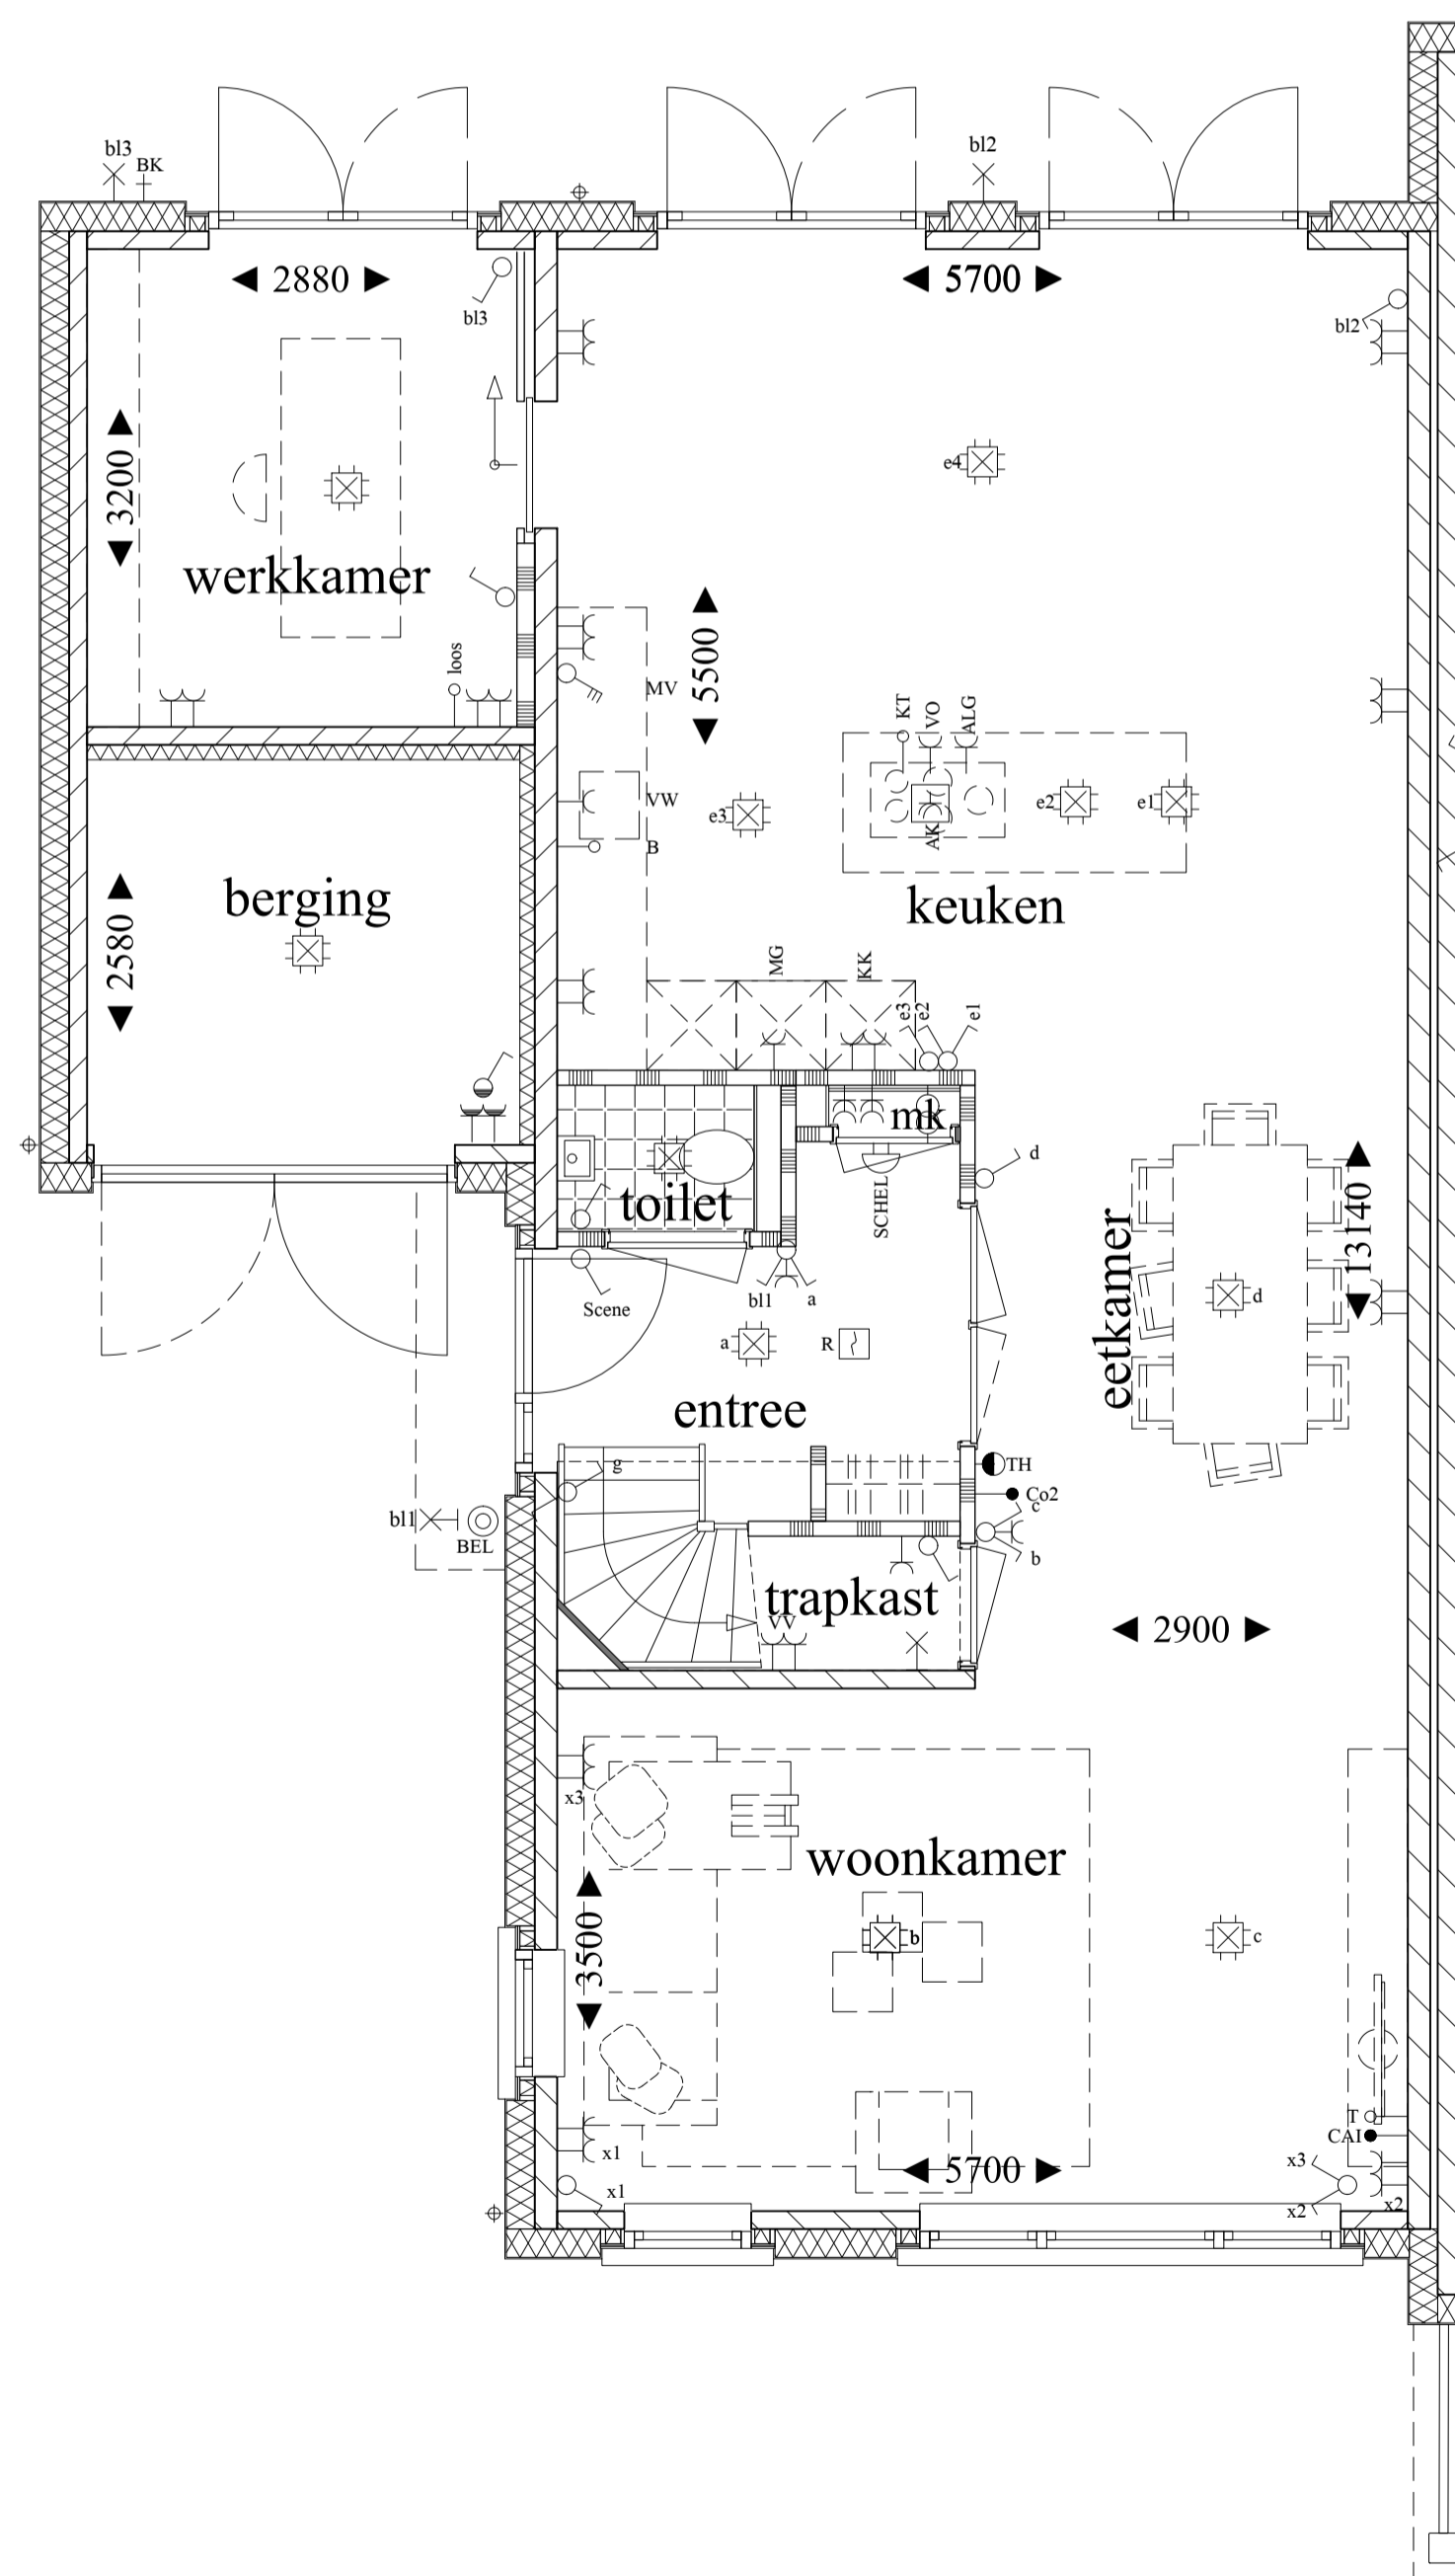 bl3
BK
bl2
2880
5700
bl3
bl2
3200
e4
werkkamer
loos
MV
5500
KT
VO
ALG
VW
e3
e2
e1
B
AK
berging
keuken
2580
MG
KK
e3
e2
e1
mk
d
toilet
SCHEL
eetkamer
13140
Scene
bl1
a
d
a
R
entree
g
TH
Co2
c
bl1
BEL
b
trapkast
VV
2900
x3
woonkamer
3500
b
c
T
CAI
x1
x3
5700
x1
x2
x2